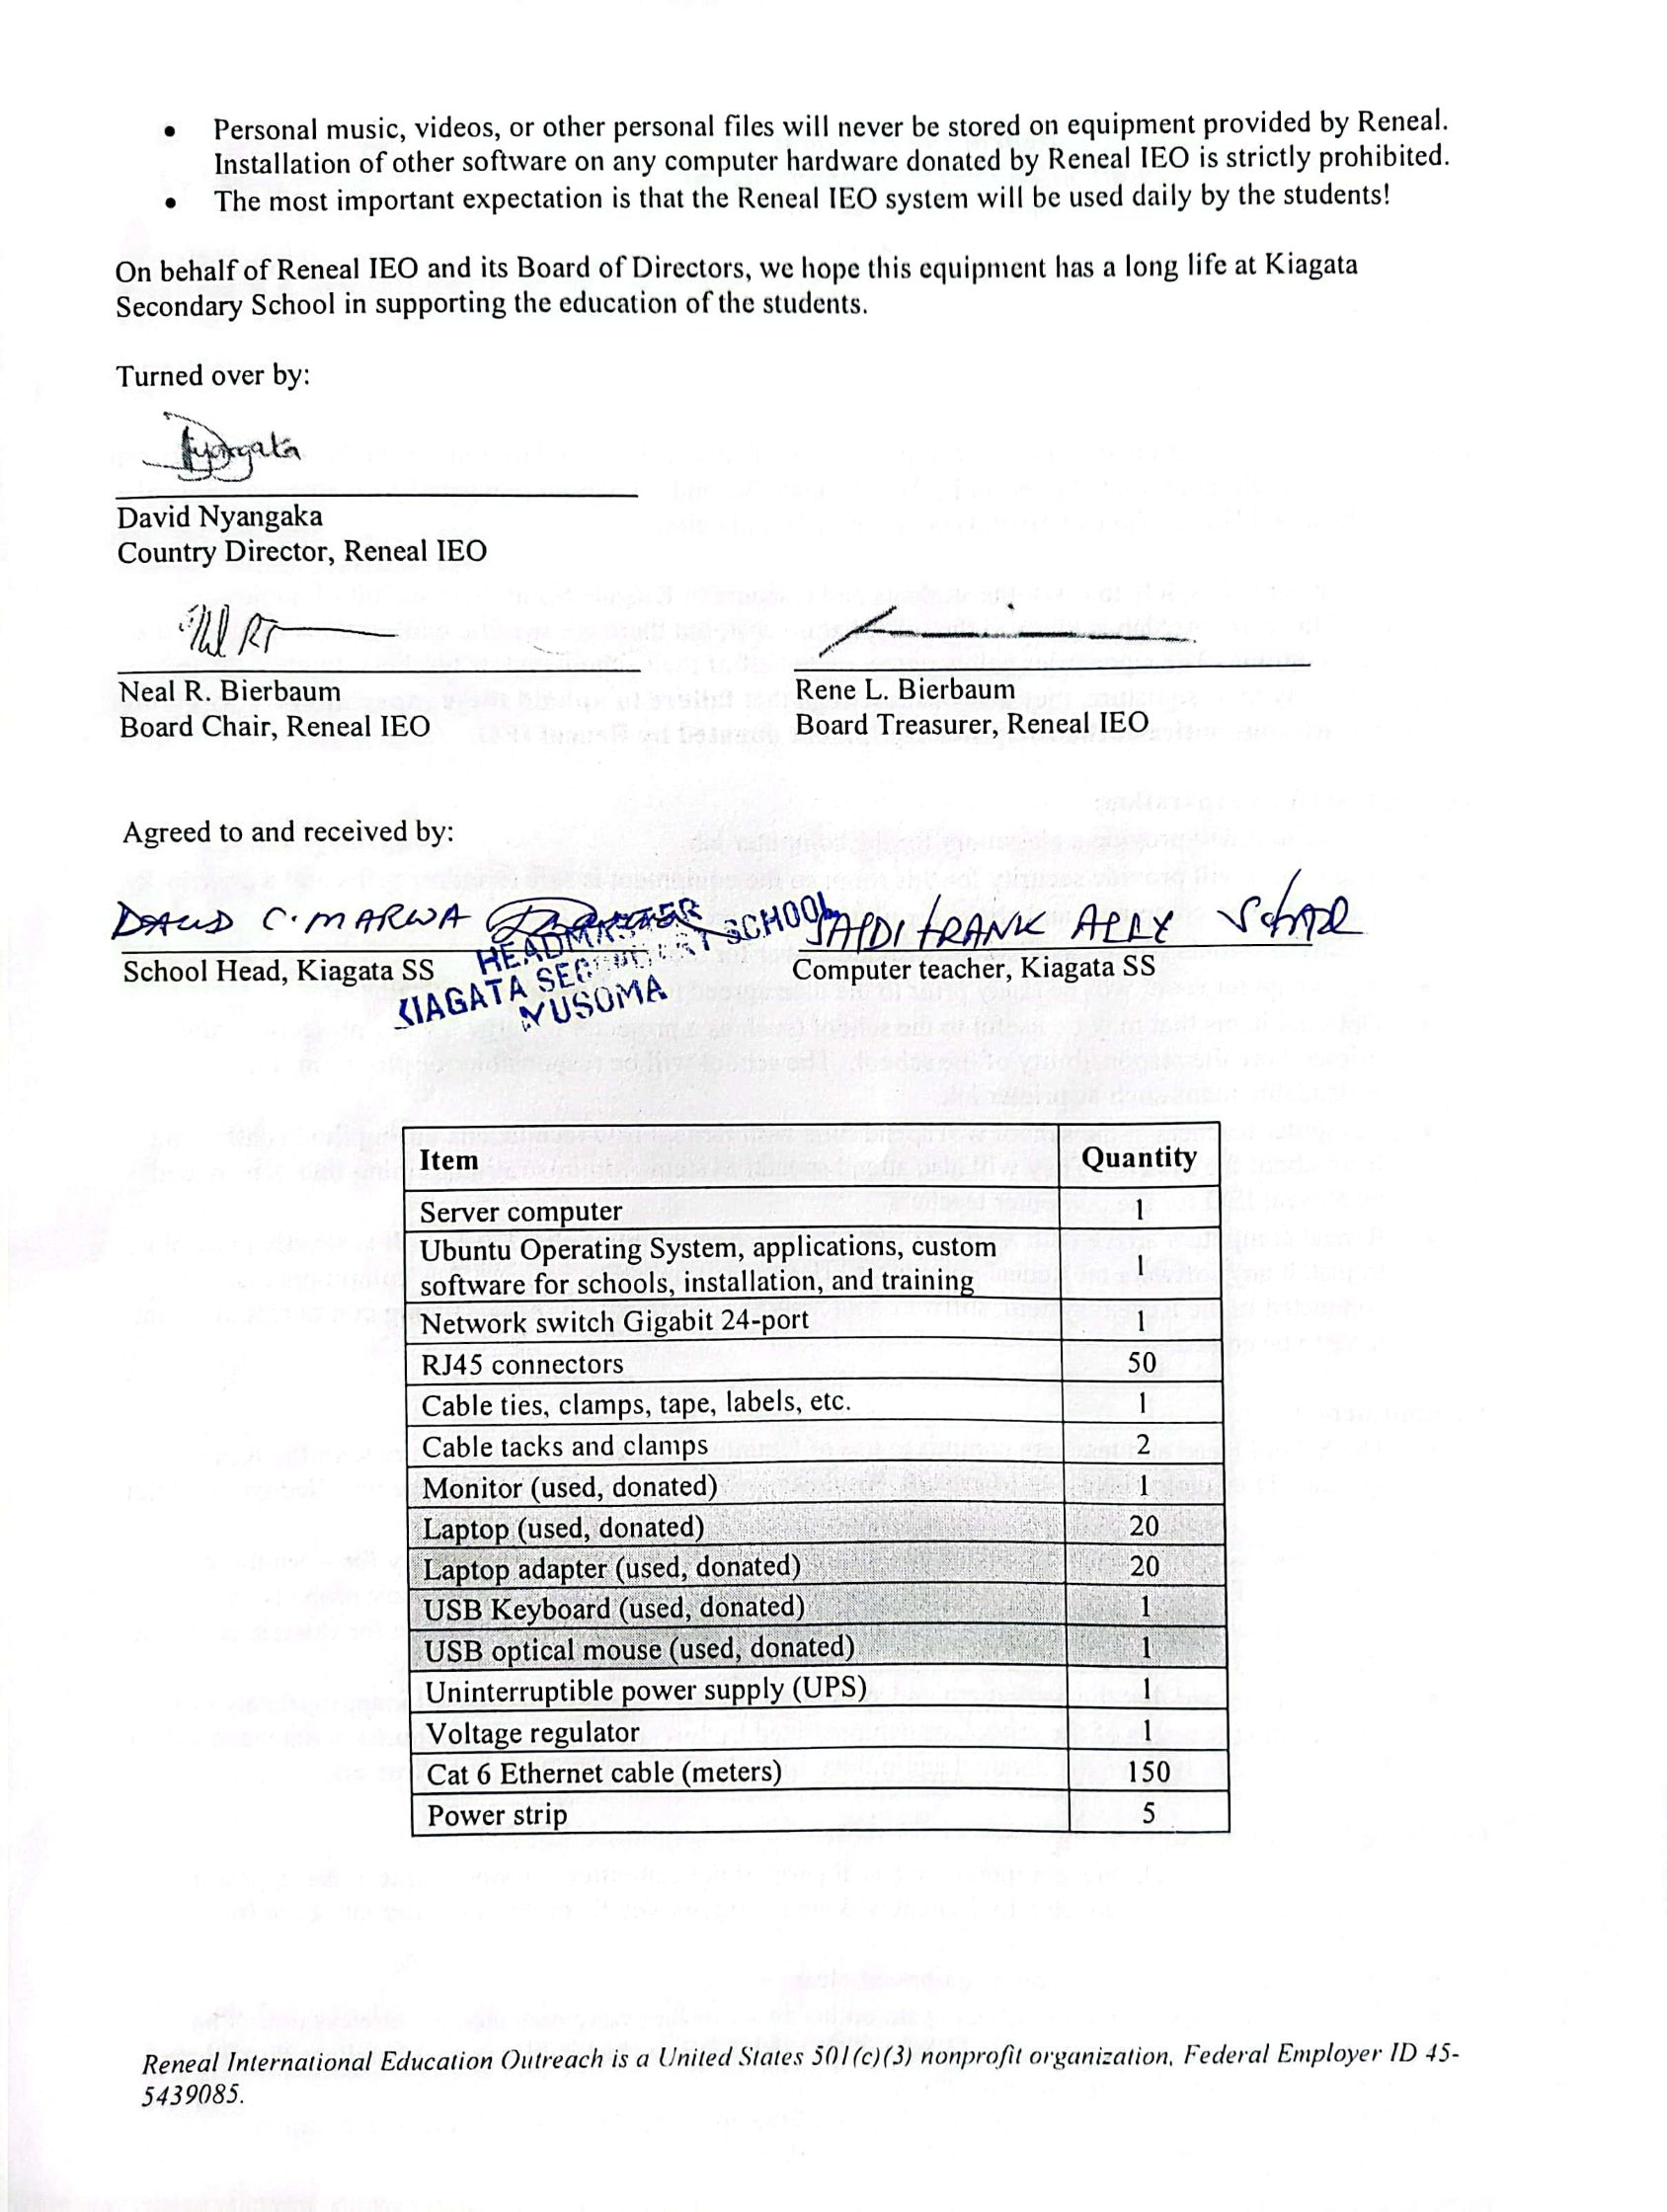 • Personal music, videos, or other personal files will never be stored on equipment provided by Reneal.
Installation of other software on any computer hardware donated by Reneal IEO is strictly prohibited.
• The most important expectation is that the Reneal IEO system will be used daily by the students!
On behalf of Reneal IEO and its Board of Directors, we hope this equipment has a long life at Kiagata
Secondary School in supporting the education of the students.
Turned over by:
David Nyangaka
Country Director, Reneal IEO
Neal R. Bierbaum
Board Chair, Reneal IEO
Rene L. Bierbaum
Board Treasurer, Reneal IEO
Agreed to and received by:
C. MARWA
School Head, Kiagata SS
HEADMASTER
KIAGATA SECONDARY SCHOOL
MUSOMA
SAIDI FRANK ALLY
Computer teacher, Kiagata SS
Item Quantity
Server computer 1
Ubuntu Operating System, applications, custom
software for schools, installation, and training 1
Network switch Gigabit 24-port 1
RJ45 connectors 50
Cable ties, clamps, tape, labels, etc. 1
Cable tacks and clamps 2
Monitor (used, donated) 1
Laptop (used, donated) 20
Laptop adapter (used, donated) 20
USB Keyboard (used, donated) 1
USB optical mouse (used, donated) 1
Uninterruptible power supply (UPS) 1
Voltage regulator 1
Cat 6 Ethernet cable (meters) 150
Power strip 5
Reneal International Education Outreach is a United States 501(c)(3) nonprofit organization, Federal Employer ID 45-
5439085.